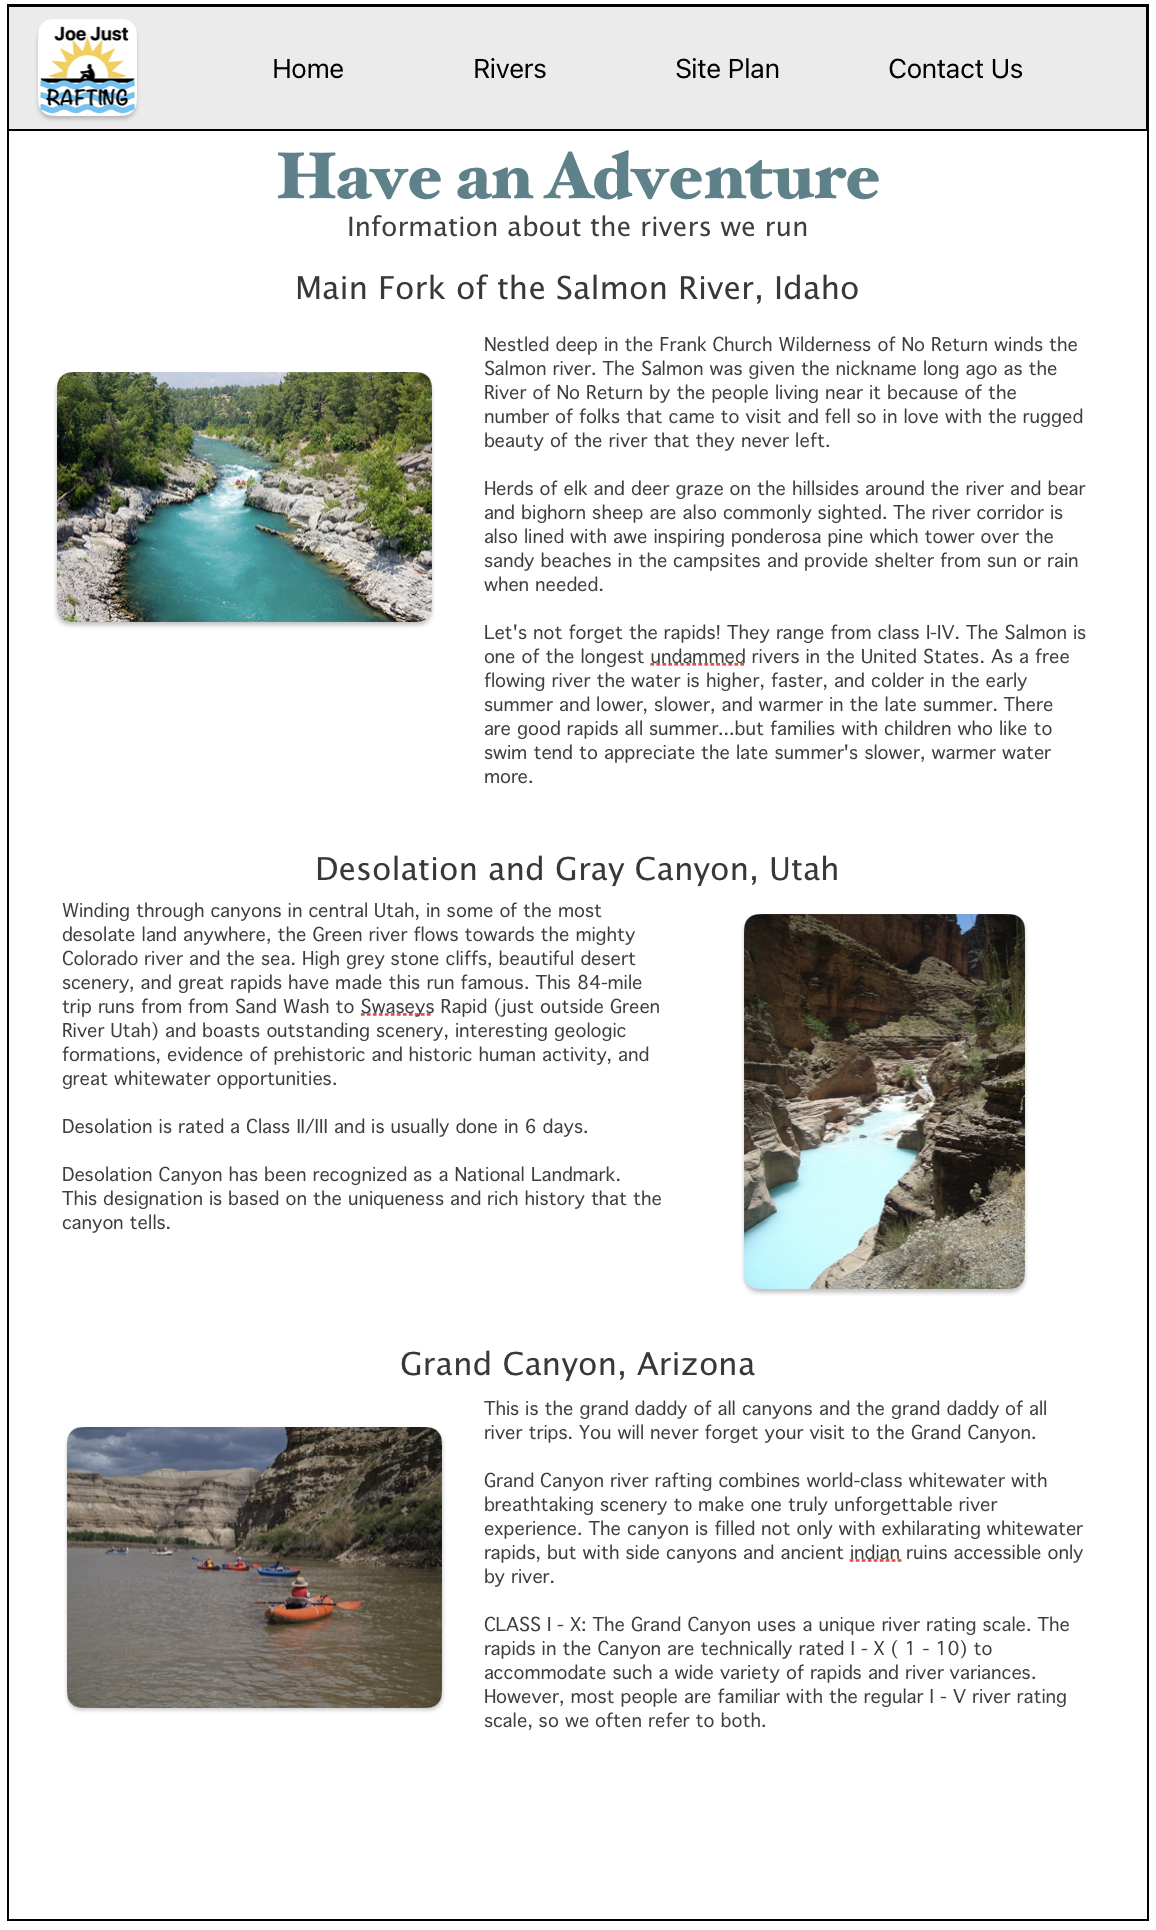 Joe Just
RAFTING
Home
Rivers
Site Plan
Contact Us
Have an Adventure
Information about the rivers we run
Main Fork of the Salmon River, Idaho
Nestled deep in the Frank Church Wilderness of No Return winds the
Salmon river. The Salmon was given the nickname long ago as the
River of No Return by the people living near it because of the
number of folks that came to visit and fell so in love with the rugged
beauty of the river that they never left.
Herds of elk and deer graze on the hillsides around the river and bear
and bighorn sheep are also commonly sighted. The river corridor is
also lined with awe inspiring ponderosa pine which tower over the
sandy beaches in the campsites and provide shelter from sun or rain
when needed.
Let's not forget the rapids! They range from class I-IV. The Salmon is
one of the longest undammed rivers in the United States. As a free
flowing river the water is higher, faster, and colder in the early
summer and lower, slower, and warmer in the late summer. There
are good rapids all summer...but families with children who like to
swim tend to appreciate the late summer's slower, warmer water
more.
Desolation and Gray Canyon, Utah
Winding through canyons in central Utah, in some of the most
desolate land anywhere, the Green river flows towards the mighty
Colorado river and the sea. High grey stone cliffs, beautiful desert
scenery, and great rapids have made this run famous. This 84-mile
trip runs from from Sand Wash to Swaseys Rapid (just outside Green
River Utah) and boasts outstanding scenery, interesting geologic
formations, evidence of prehistoric and historic human activity, and
great whitewater opportunities.
Desolation is rated a Class II/III and is usually done in 6 days.
Desolation Canyon has been recognized as a National Landmark.
This designation is based on the uniqueness and rich history that the
canyon tells.
Grand Canyon, Arizona
This is the grand daddy of all canyons and the grand daddy of all
river trips. You will never forget your visit to the Grand Canyon.
Grand Canyon river rafting combines world-class whitewater with
breathtaking scenery to make one truly unforgettable river
experience. The canyon is filled not only with exhilarating whitewater
rapids, but with side canyons and ancient indian ruins accessible only
by river.
CLASS I - X: The Grand Canyon uses a unique river rating scale. The
rapids in the Canyon are technically rated I - X ( 1 - 10) to
accommodate such a wide variety of rapids and river variances.
However, most people are familiar with the regular I - V river rating
scale, so we often refer to both.